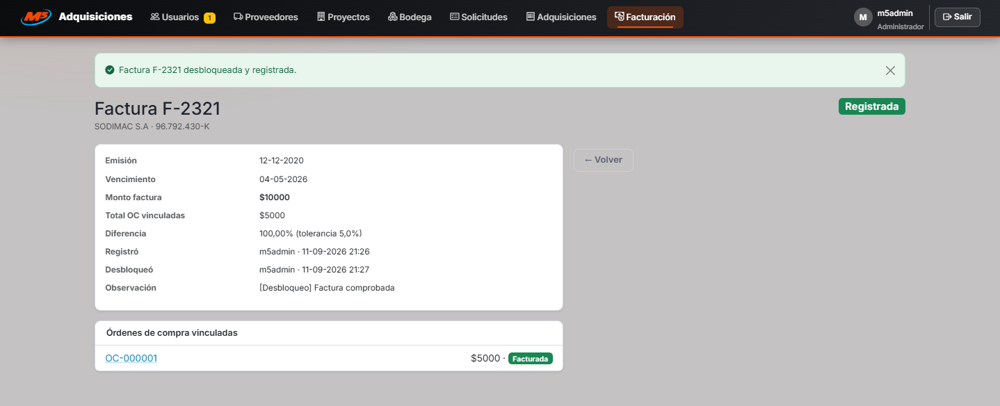 M5 Adquisiciones Usuarios 1 Proveedores Proyectos Bodega Solicitudes Adquisiciones Facturación M m5admin Administrador Salir
Factura F-2321 desbloqueada y registrada.
Factura F-2321 Registrada
SODIMAC S.A · 96.792.430-K
Emisión 12-12-2020
← Volver
Vencimiento 04-05-2026
Monto factura $10000
Total OC vinculadas $5000
Diferencia 100,00% (tolerancia 5,0%)
Registró m5admin · 11-09-2026 21:26
Desbloqueó m5admin · 11-09-2026 21:27
Observación [Desbloqueo] Factura comprobada
Órdenes de compra vinculadas
OC-000001 $5000 · Facturada